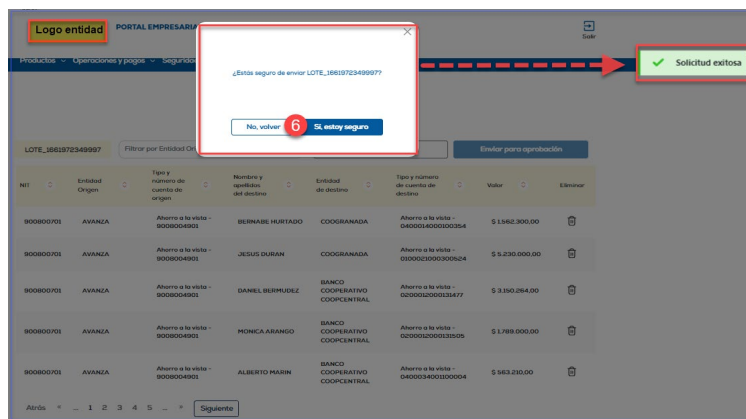 Logo entidad
PORTAL EMPRESARIA
Salir
Productos
Operaciones y pagos
Seguridad
Solicitud exitosa
¿Estás seguro de enviar LOTE_1661972349997?
No, volver
6
Sí, estoy seguro
LOTE_1661972349997
Filtrar por Entidad Ori
Enviar para aprobación
NIT
Entidad Origen
Tipo y número de cuenta de origen
Nombre y apellidos del destino
Entidad de destino
Tipo y número de cuenta de destino
Valor
Eliminar
900800701 AVANZA Ahorro a la vista - 9008004901 BERNABE HURTADO COOGRANADA Ahorro a la vista - 04000140001003S4 $ 1.562.300,00
900800701 AVANZA Ahorro a la vista - 9008004901 JESUS DURAN COOGRANADA Ahorro a la vista - 0100021000300524 $ 5.230.000,00
900800701 AVANZA Ahorro a la vista - 9008004901 DANIEL BERMUDEZ BANCO COOPERATIVO COOPCENTRAL Ahorro a la vista - 0200012000131477 $ 3.150.264,00
900800701 AVANZA Ahorro a la vista - 9008004901 MONICA ARANGO BANCO COOPERATIVO COOPCENTRAL Ahorro a la vista - 0200012000131505 $ 1.789.000,00
900800701 AVANZA Ahorro a la vista - 9008004901 ALBERTO MARIN BANCO COOPERATIVO COOPCENTRAL Ahorro a la vista - 0400034001100004 $ 563.210,00
Atrás « ... 1 2 3 4 5 ... » Siguiente